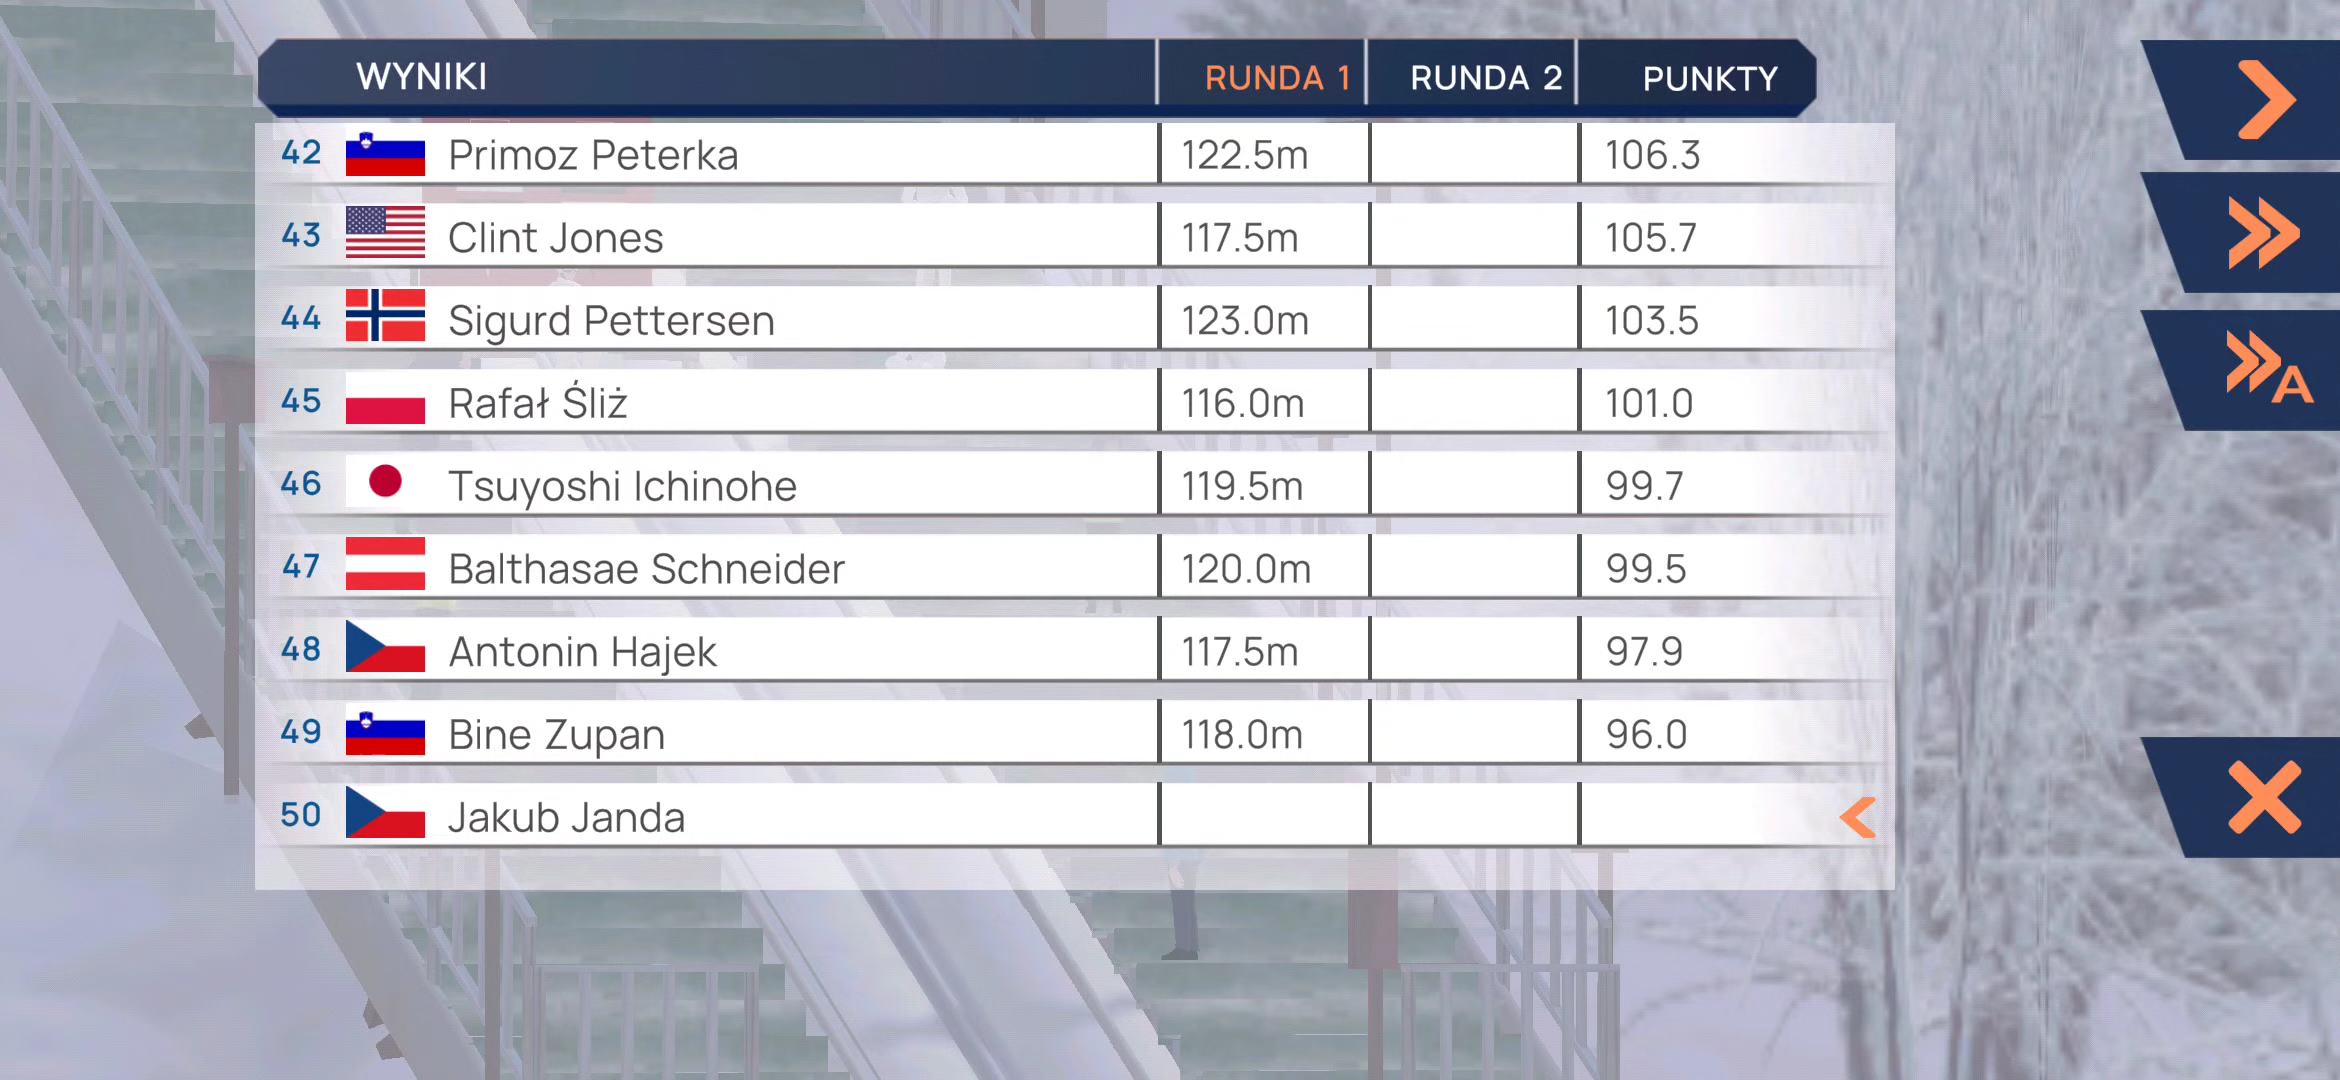 WYNIKI RUNDA 1 RUNDA 2 PUNKTY
42 Primoz Peterka 122.5m 106.3
43 Clint Jones 117.5m 105.7
44 Sigurd Pettersen 123.0m 103.5
45 Rafał Śliż 116.0m 101.0
46 Tsuyoshi Ichinohe 119.5m 99.7
47 Balthasae Schneider 120.0m 99.5
48 Antonin Hajek 117.5m 97.9
49 Bine Zupan 118.0m 96.0
50 Jakub Janda
A